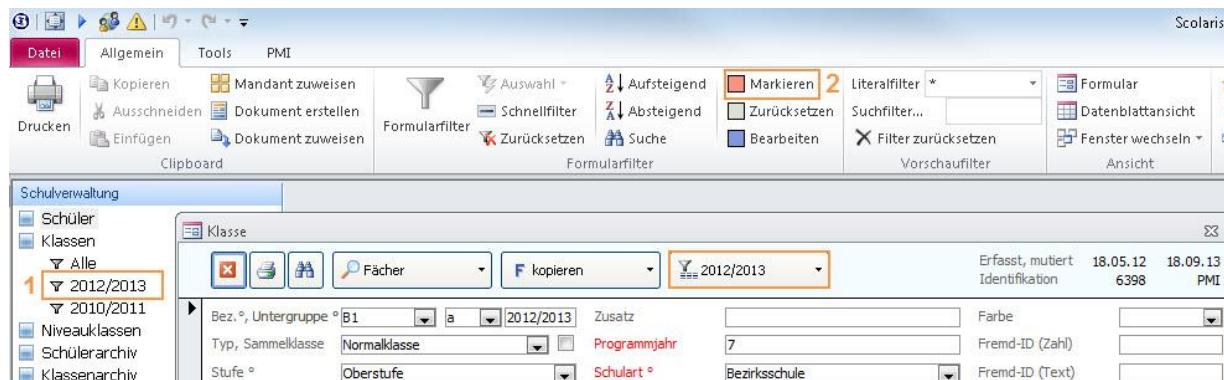 Scolaris
Datei Allgemein Tools PMI
Drucken
Kopieren
Ausschneiden
Einfügen
Clipboard
Mandant zuweisen
Dokument erstellen
Dokument zuweisen
Formularfilter
Auswahl
Schnellfilter
Zurücksetzen
Aufsteigend
Absteigend
Suche
Markieren 2
Zurücksetzen
Bearbeiten
Formularfilter
Literalfilter *
Suchfilter...
Filter zurücksetzen
Vorschaufilter
Formular
Datenblattansicht
Fenster wechseln
Ansicht
Schulverwaltung
Schüler
Klassen
Alle
1 2012/2013
2010/2011
Niveauklassen
Schülerarchiv
Klassenarchiv
Klasse
Fächer F kopieren 2012/2013
Erfasst, mutiert 18.05.12 18.09.13
Identifikation 6398 PMI
Bez.°, Untergruppe ° B1 a 2012/2013 Zusatz Farbe
Typ, Sammelklasse Normalklasse Programmjahr 7 Fremd-ID (Zahl)
Stufe ° Oberstufe Schulart ° Bezirksschule Fremd-ID (Text)